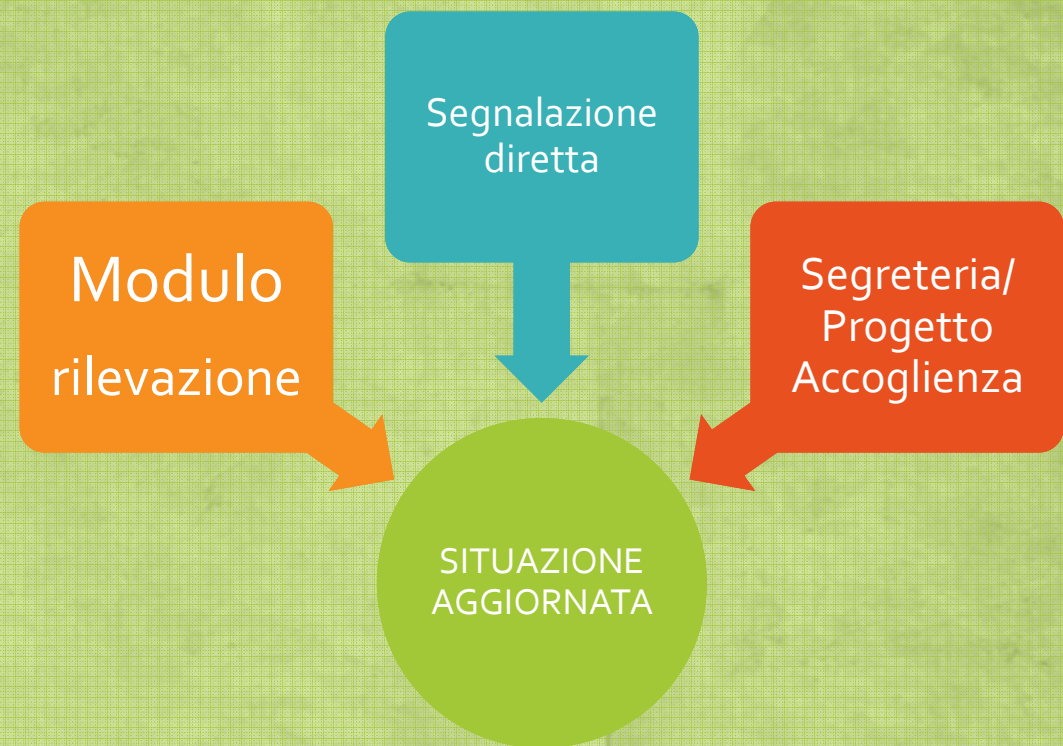 Segnalazione
diretta
Modulo
rilevazione
Segreteria/
Progetto
Accoglienza
SITUAZIONE
AGGIORNATA